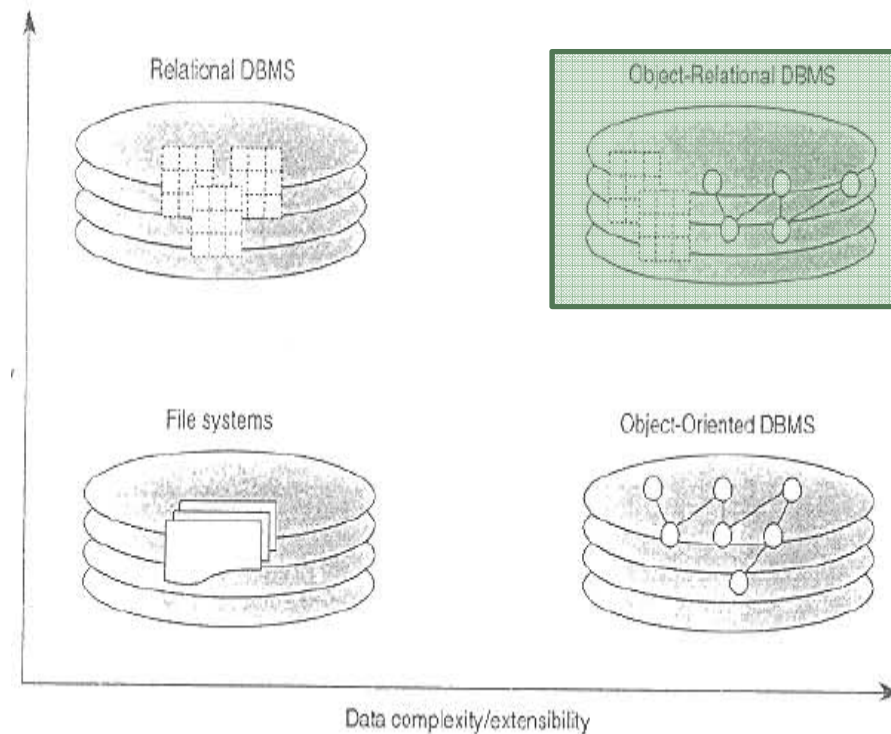 Relational DBMS
Object-Relational DBMS
File systems
Object-Oriented DBMS
Data complexity/extensibility